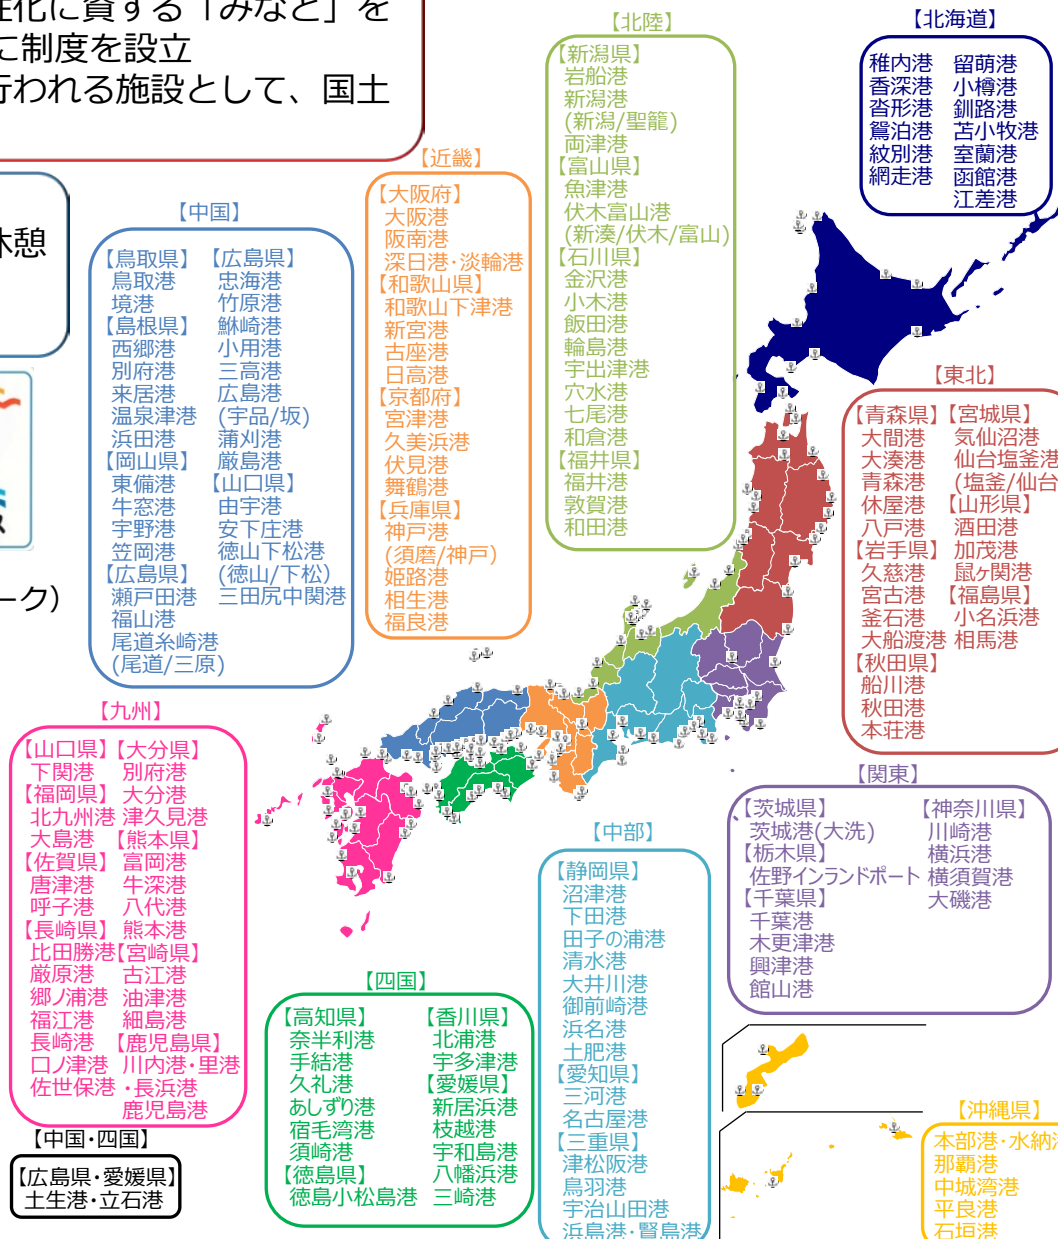 性化に資する「みなと」を
に制度を設立
行われる施設として、国土
休憩
ーク)
【北陸】
【新潟県】
岩船港
新潟港
(新潟/聖籠)
両津港
【富山県】
魚津港
伏木富山港
(新湊/伏木/富山)
【石川県】
金沢港
小木港
飯田港
輪島港
宇出津港
穴水港
七尾港
和倉港
【福井県】
福井港
敦賀港
和田港
【北海道】
稚内港
香深港
沓形港
鴛泊港
紋別港
網走港
留萌港
小樽港
釧路港
苫小牧港
室蘭港
函館港
江差港
【近畿】
【大阪府】
大阪港
阪南港
深日港・淡輪港
【和歌山県】
和歌山下津港
新宮港
古座港
日高港
【京都府】
宮津港
久美浜港
伏見港
舞鶴港
【兵庫県】
神戸港
(須磨/神戸)
姫路港
相生港
福良港
【中国】
【鳥取県】
鳥取港
境港
【島根県】
西郷港
別府港
来居港
温泉津港
浜田港
【岡山県】
東備港
牛窓港
宇野港
笠岡港
【広島県】
瀬戸田港
福山港
尾道糸崎港
(尾道/三原)
【広島県】
忠海港
竹原港
鮴崎港
小用港
三高港
広島港
(宇品/坂)
蒲刈港
厳島港
【山口県】
由宇港
安下庄港
徳山下松港
(徳山/下松)
三田尻中関港
【東北】
【青森県】
大間港
大湊港
青森港
休屋港
八戸港
【岩手県】
久慈港
宮古港
釜石港
大船渡港
【秋田県】
船川港
秋田港
本荘港
【宮城県】
気仙沼港
仙台塩釜港
(塩釜/仙台
【山形県】
酒田港
加茂港
鼠ヶ関港
【福島県】
小名浜港
相馬港
【九州】
【山口県】
下関港
【福岡県】
北九州港
大島港
【佐賀県】
唐津港
呼子港
【長崎県】
比田勝港
厳原港
郷ノ浦港
福江港
長崎港
口ノ津港
佐世保港
【大分県】
別府港
大分港
津久見港
【熊本県】
富岡港
牛深港
八代港
熊本港
【宮崎県】
古江港
油津港
細島港
【鹿児島県】
川内港・里港
・長浜港
鹿児島港
【関東】
【茨城県】
茨城港(大洗)
【栃木県】
佐野インランドポート
【千葉県】
千葉港
木更津港
興津港
館山港
【神奈川県】
川崎港
横浜港
横須賀港
大磯港
【中部】
【静岡県】
沼津港
下田港
田子の浦港
清水港
大井川港
御前崎港
浜名港
土肥港
【愛知県】
三河港
名古屋港
【三重県】
津松阪港
鳥羽港
宇治山田港
浜島港・賢島港
【四国】
【高知県】
奈半利港
手結港
久礼港
あしずり港
宿毛湾港
須崎港
【徳島県】
徳島小松島港
【香川県】
北浦港
宇多津港
【愛媛県】
新居浜港
枝越港
宇和島港
八幡浜港
三崎港
【中国・四国】
【広島県・愛媛県】
土生港・立石港
【沖縄県】
本部港・水納港
那覇港
中城湾港
平良港
石垣港